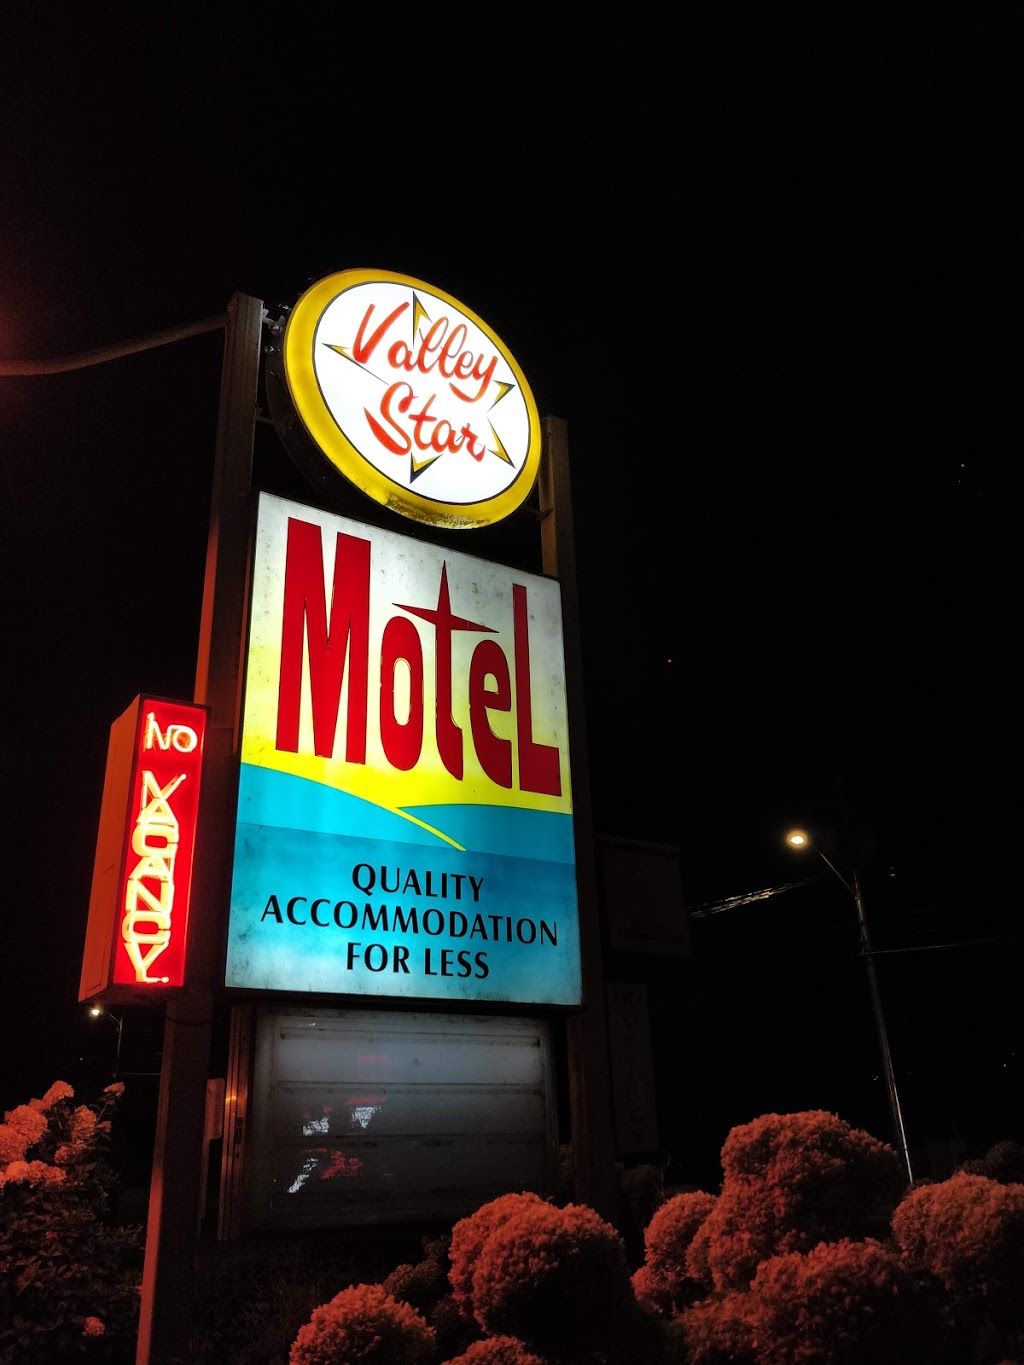 Valley
Star
MoteL
NO
VACANCY
QUALITY
ACCOMMODATION
FOR LESS